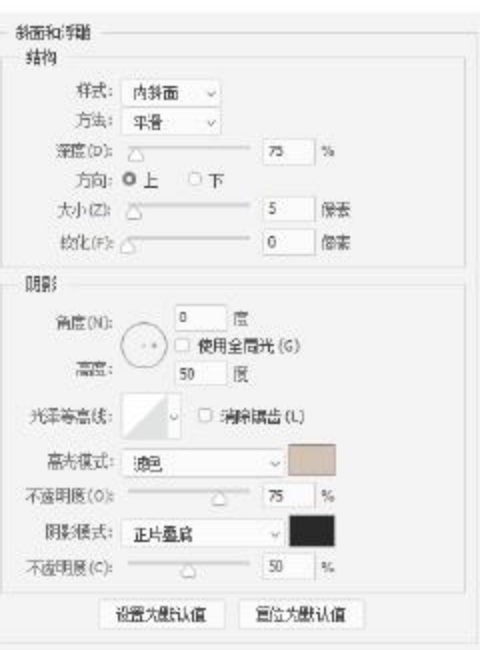 斜面和浮雕
结构
样式: 内斜面
方法: 平滑
深度(D): 75 %
方向: 上 下
大小(Z): 5 像素
软化(F): 0 像素
阴影
角度(N): 0 度
使用全局光 (G)
高度: 50 度
光泽等高线: 消除锯齿 (L)
高光模式: 滤色
不透明度(O): 75 %
阴影模式: 正片叠底
不透明度(C): 50 %
设置为默认值 复位为默认值